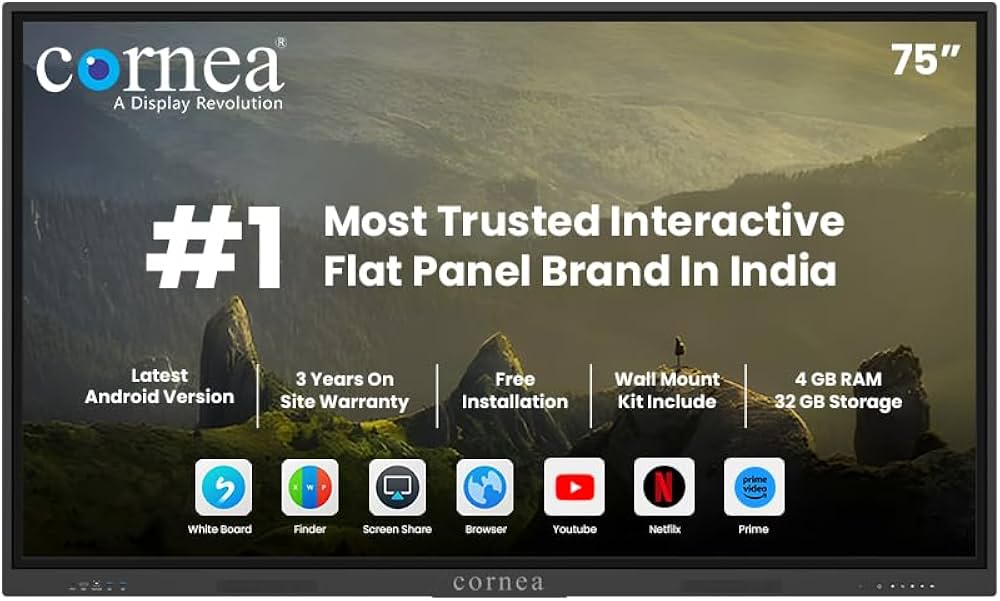 cornea®
A Display Revolution
75”
#1
Most Trusted Interactive
Flat Panel Brand In India
Latest
Android Version
3 Years On
Site Warranty
Free
Installation
Wall Mount
Kit Include
4 GB RAM
32 GB Storage
X W P
prime
video
White Board
Finder
Screen Share
Browser
Youtube
Netflix
Prime
cornea